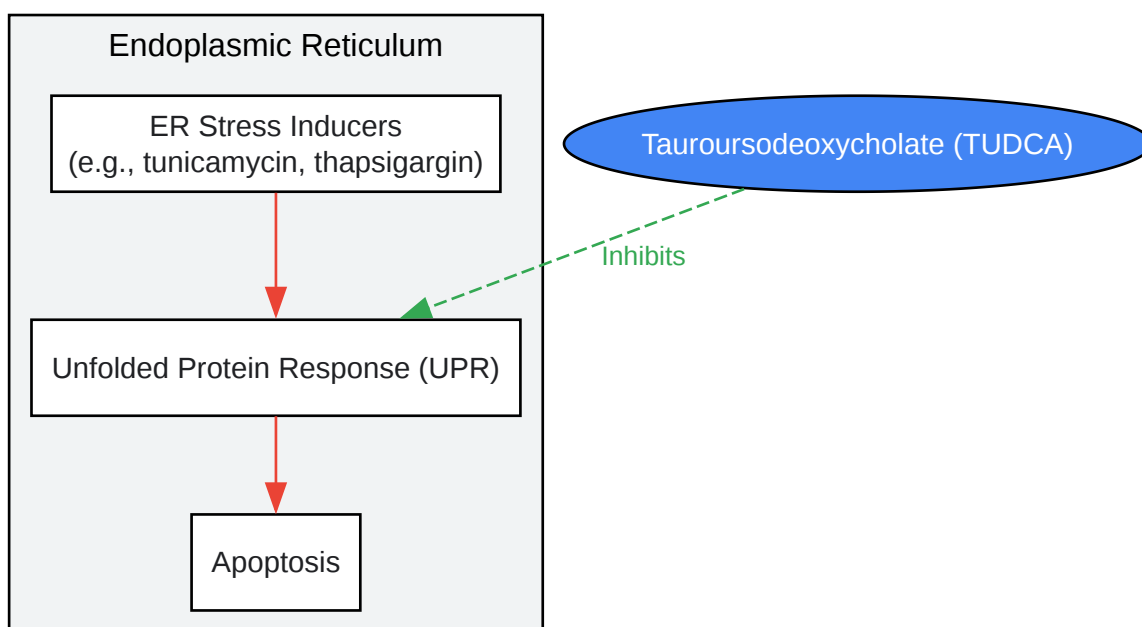 Endoplasmic Reticulum
ER Stress Inducers
(e.g., tunicamycin, thapsigargin)
Tauroursodeoxycholate (TUDCA)
Inhibits
Unfolded Protein Response (UPR)
Apoptosis